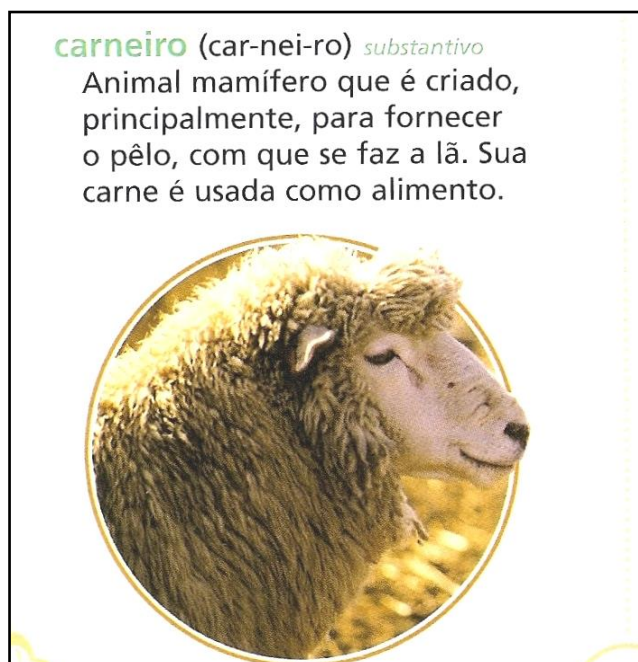 carneiro (car-nei-ro) substantivo
Animal mamífero que é criado,
principalmente, para fornecer
o pêlo, com que se faz a lã. Sua
carne é usada como alimento.